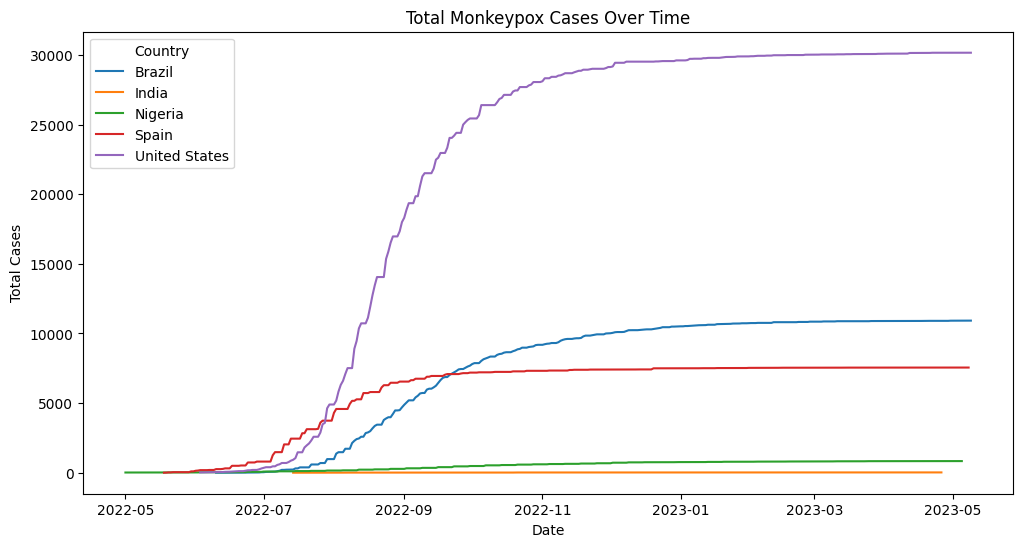 Total Monkeypox Cases Over Time
Country
Brazil
India
Nigeria
Spain
United States
Total Cases
30000
25000
20000
15000
10000
5000
0
2022-05 2022-07 2022-09 2022-11 2023-01 2023-03 2023-05
Date